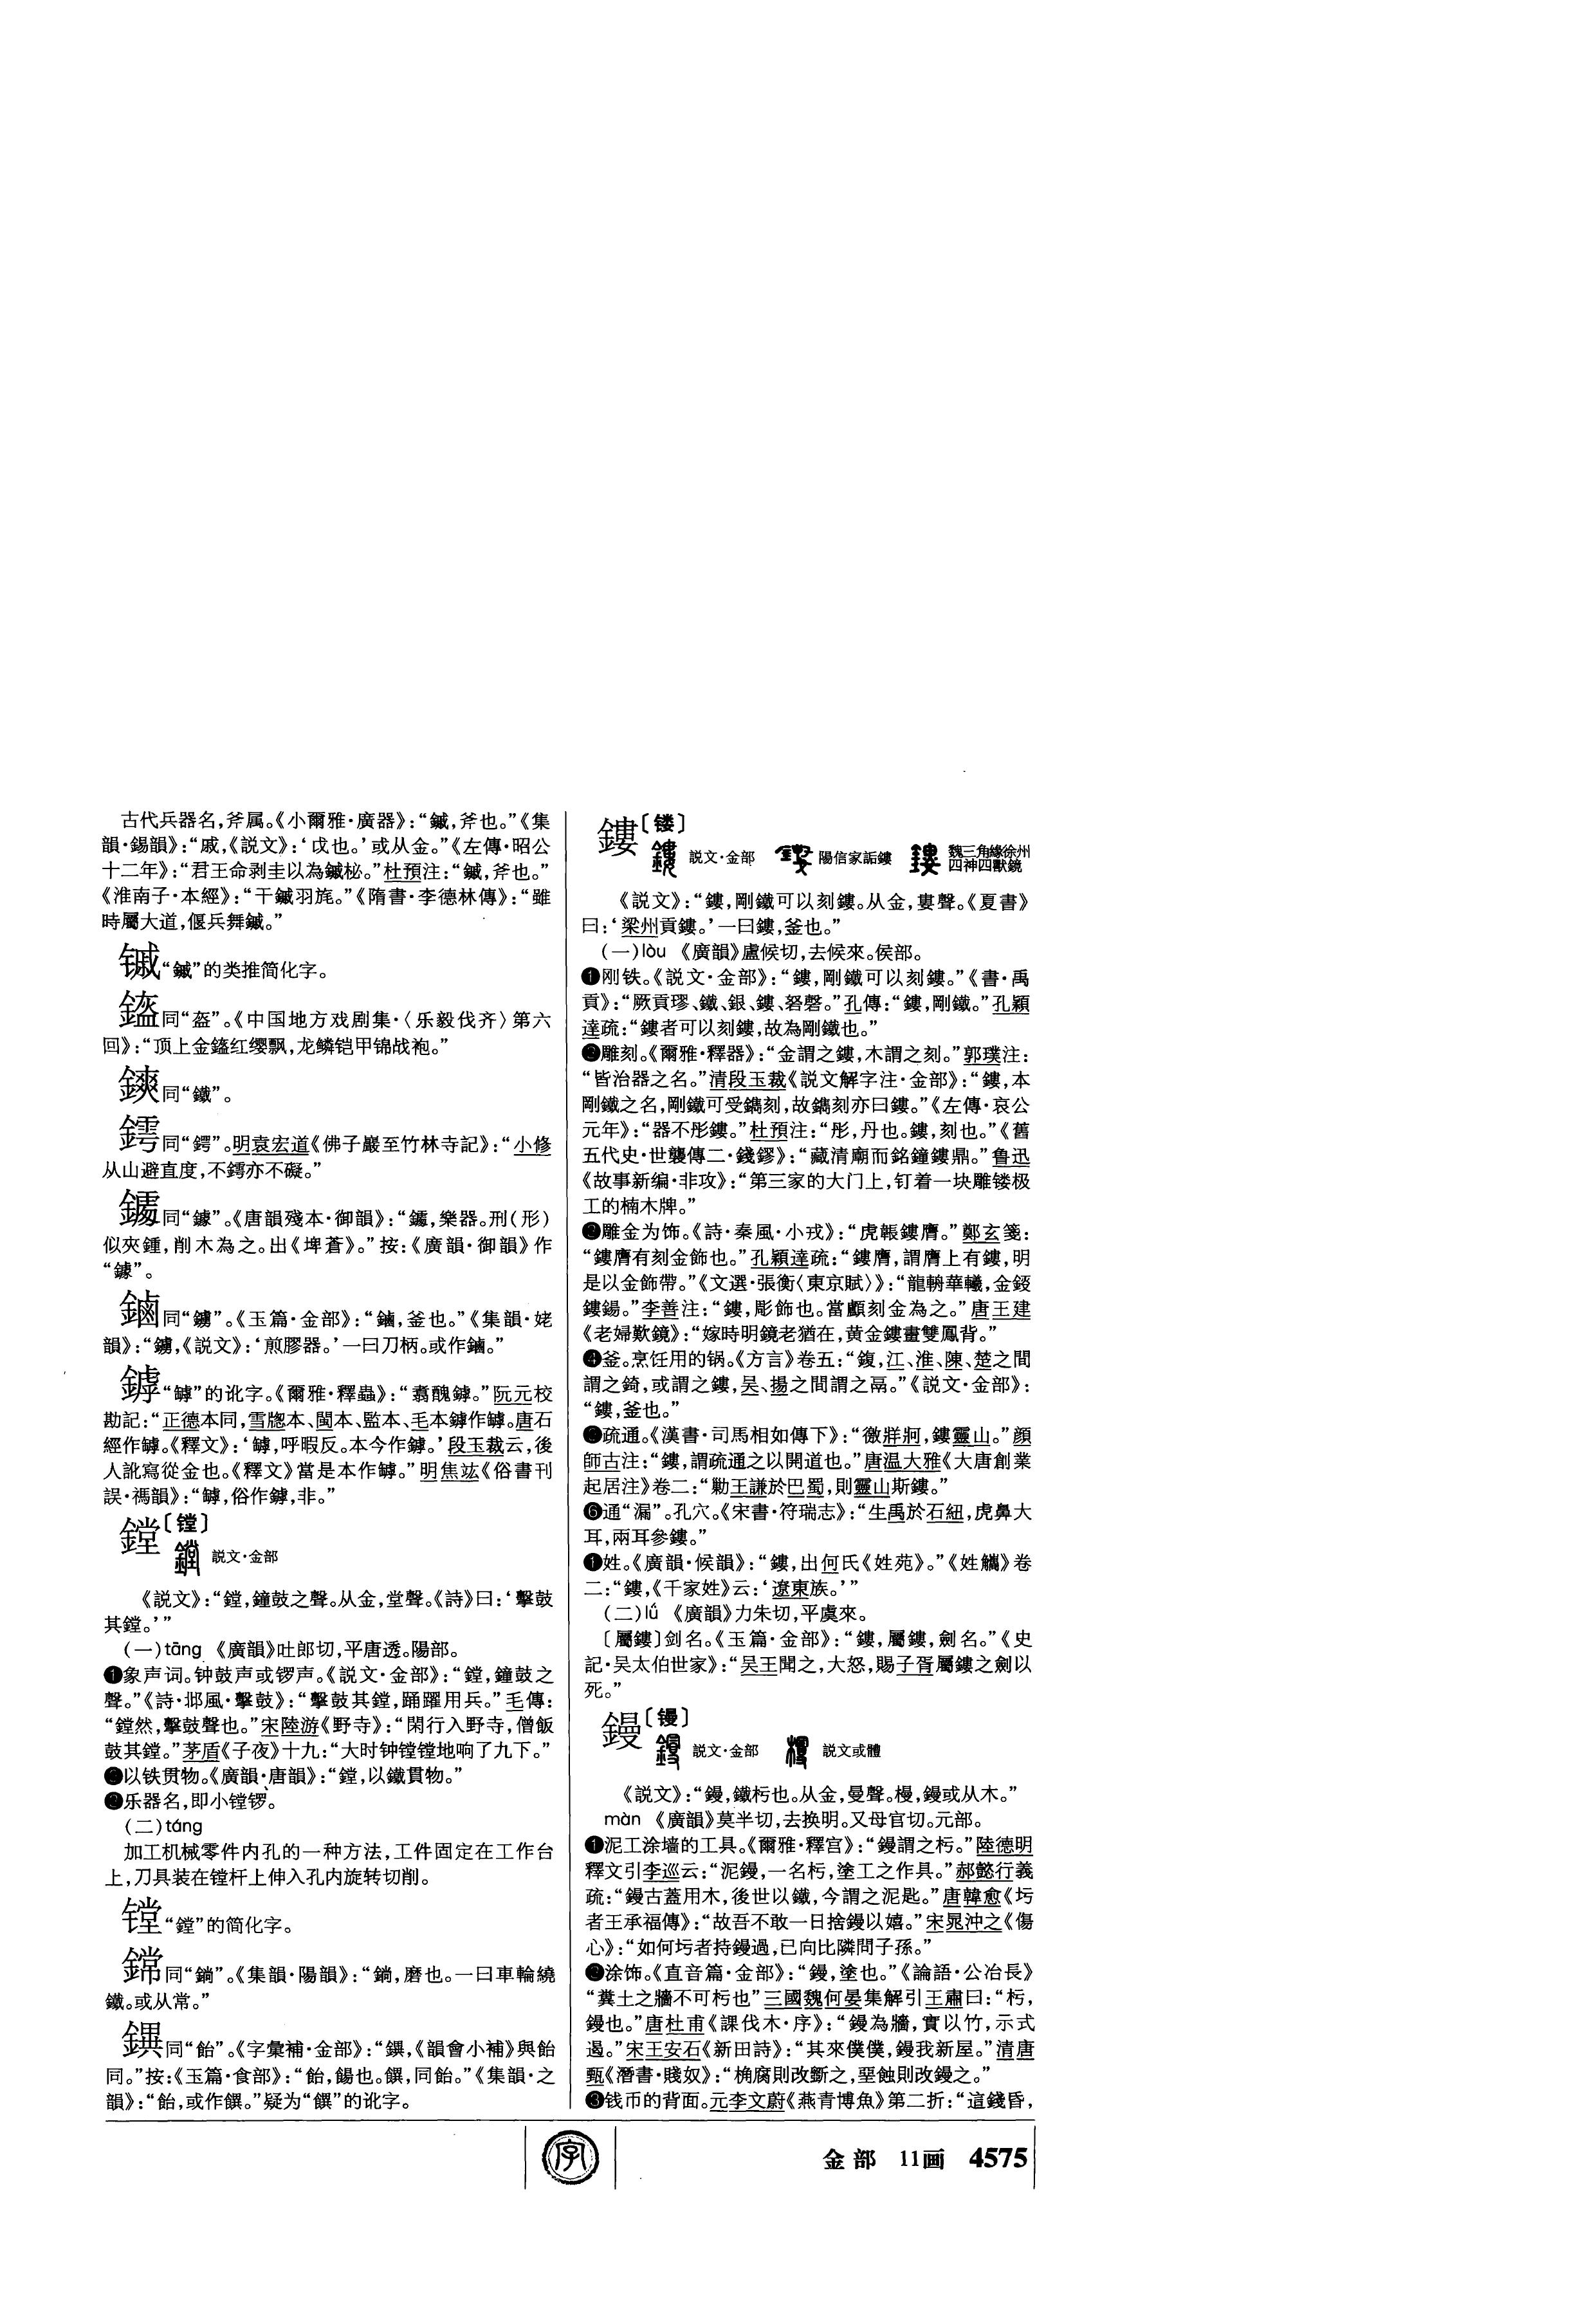 古代兵器名,斧属。《小爾雅·廣器》:“鏚,斧也。”《集
韻·錫韻》:“戚,《説文》:‘戉也。’或从金。”《左傳·昭公
十二年》:“君王命剥圭以為鏚柲。”杜預注:“鏚,斧也。”
《淮南子·本經》:“干鏚羽旄。”《隋書·李德林傳》:“雖
時屬大道,偃兵舞鏚。”
“鏚”的类推简化字。
同“盔”。《中国地方戏剧集·〈乐毅伐齐〉第六
回》:“顶上金䥐红缨飘,龙鳞铠甲锦战袍。”
同“鐵”。
同“鍔”。明袁宏道《佛子巖至竹林寺記》:“小修
从山避直度,不鍔亦不礙。”
同“鐻”。《唐韻殘本·御韻》:“,樂器。刑(形)
似夾鍾,削木為之。出《埤蒼》。”按:《廣韻·御韻》作
“鐻”。
鏀同“鑥”。《玉篇·金部》:“鏀,釜也。”《集韻·姥
韻》:“鑥,《説文》:‘煎膠器。’一曰刀柄。或作鏀。”
鏬“罅”的讹字。《爾雅·釋蟲》:“翥醜鏬。”阮元校
勘記:“正德本同,雪牕本、閩本、監本、毛本鏬作罅。唐石
經作罅。《釋文》:‘罅,呼暇反。本今作鏬。’段玉裁云,後
人訛寫從金也。《釋文》當是本作罅。”明焦竑《俗書刊
誤·禡韻》:“罅,俗作鏬,非。”
鏜〔镗〕
説文·金部
《説文》:“鏜,鐘鼓之聲。从金,堂聲。《詩》曰:‘擊鼓
其鏜。’”
(一)tāng 《廣韻》吐郎切,平唐透。陽部。
❶象声词。钟鼓声或锣声。《説文·金部》:“鏜,鐘鼓之
聲。”《詩·邶風·擊鼓》:“擊鼓其鏜,踊躍用兵。”毛傳:
“鏜然,擊鼓聲也。”宋陸游《野寺》:“閑行入野寺,僧飯
鼓其鏜。”茅盾《子夜》十九:“大时钟镗镗地响了九下。”
❷以铁贯物。《廣韻·唐韻》:“鏜,以鐵貫物。”
❸乐器名,即小镗锣。
(二)táng
加工机械零件内孔的一种方法,工件固定在工作台
上,刀具装在镗杆上伸入孔内旋转切削。
镗“鏜”的简化字。
鏛同“鋿”。《集韻·陽韻》:“鋿,磨也。一曰車輪繞
鐵。或从常。”
同“飴”。《字彙補·金部》:“,《韻會小補》與飴
同。”按:《玉篇·食部》:“飴,餳也。䬮,同飴。”《集韻·之
韻》:“飴,或作䬮。”疑为“䬮”的讹字。
鏤〔镂〕
説文·金部 陽信家詬鏤 魏三角緣徐州
四神四獸鏡
《説文》:“鏤,剛鐵可以刻鏤。从金,婁聲。《夏書》
曰:‘梁州貢鏤。’一曰鏤,釜也。”
(一)lòu 《廣韻》盧候切,去候來。侯部。
❶刚铁。《説文·金部》:“鏤,剛鐵可以刻鏤。”《書·禹
貢》:“厥貢璆、鐵、銀、鏤、砮磬。”孔傳:“鏤,剛鐵。”孔穎
達疏:“鏤者可以刻鏤,故為剛鐵也。”
❷雕刻。《爾雅·釋器》:“金謂之鏤,木謂之刻。”郭璞注:
“皆治器之名。”清段玉裁《説文解字注·金部》:“鏤,本
剛鐵之名,剛鐵可受鐫刻,故鐫刻亦曰鏤。”《左傳·哀公
元年》:“器不彤鏤。”杜預注:“彤,丹也。鏤,刻也。”《舊
五代史·世襲傳二·錢鏐》:“藏清廟而銘鐘鏤鼎。”鲁迅
《故事新编·非攻》:“第三家的大门上,钉着一块雕镂极
工的楠木牌。”
❸雕金为饰。《詩·秦風·小戎》:“虎韔鏤膺。”鄭玄箋:
“鏤膺有刻金飾也。”孔穎達疏:“鏤膺,謂膺上有鏤,明
是以金飾帶。”《文選·張衡〈東京賦〉》:“龍輈華轙,金鋄
鏤鍚。”李善注:“鏤,彫飾也。當顱刻金為之。”唐王建
《老婦歎鏡》:“嫁時明鏡老猶在,黄金鏤畫雙鳳背。”
❹釜。烹饪用的锅。《方言》卷五:“鍑,江、淮、陳、楚之間
謂之錡,或謂之鏤,吴、揚之間謂之鬲。”《説文·金部》:
“鏤,釜也。”
❺疏通。《漢書·司馬相如傳下》:“微牂牁,鏤靈山。”顔
師古注:“鏤,謂疏通之以開道也。”唐温大雅《大唐創業
起居注》卷二:“勦王謙於巴蜀,則靈山斯鏤。”
❻通“漏”。孔穴。《宋書·符瑞志》:“生禹於石紐,虎鼻大
耳,兩耳參鏤。”
❼姓。《廣韻·候韻》:“鏤,出何氏《姓苑》。”《姓觿》卷
二:“鏤,《千家姓》云:‘遼東族。’”
(二)lǘ 《廣韻》力朱切,平虞來。
〔屬鏤〕剑名。《玉篇·金部》:“鏤,屬鏤,劍名。”《史
記·吴太伯世家》:“吴王聞之,大怒,賜子胥屬鏤之劍以
死。”
鏝〔镘〕
説文·金部 説文或體
《説文》:“鏝,鐵杇也。从金,曼聲。槾,鏝或从木。”
màn 《廣韻》莫半切,去换明。又母官切。元部。
❶泥工涂墙的工具。《爾雅·釋宫》:“鏝謂之杇。”陸德明
釋文引李巡云:“泥鏝,一名杇,塗工之作具。”郝懿行義
疏:“鏝古蓋用木,後世以鐵,今謂之泥匙。”唐韓愈《圬
者王承福傳》:“故吾不敢一日捨鏝以嬉。”宋晁沖之《傷
心》:“如何圬者持鏝過,已向比隣問子孫。”
❷涂饰。《直音篇·金部》:“鏝,塗也。”《論語·公冶長》
“糞土之牆不可杇也”三國魏何晏集解引王肅曰:“杇,
鏝也。”唐杜甫《課伐木·序》:“鏝為牆,實以竹,示式
遏。”宋王安石《新田詩》:“其來僕僕,鏝我新屋。”清唐
甄《潛書·賤奴》:“桷腐則改斵之,堊蝕則改鏝之。”
❸钱币的背面。元李文蔚《燕青博魚》第二折:“這錢昏,
字
金部 11画 4575